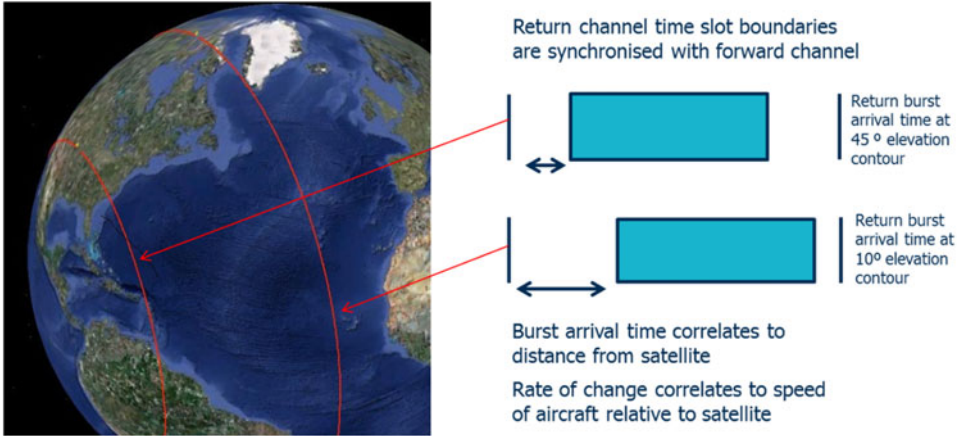 Return channel time slot boundaries
are synchronised with forward channel
Return burst
arrival time at
45 º elevation
contour
Return burst
arrival time at
10º elevation
contour
Burst arrival time correlates to
distance from satellite
Rate of change correlates to speed
of aircraft relative to satellite